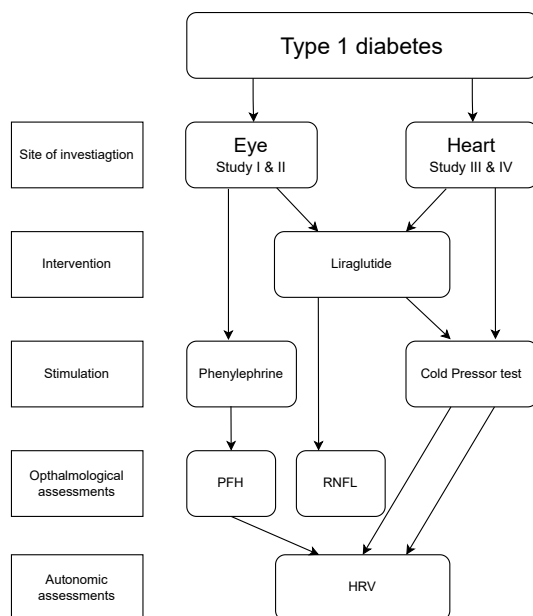 Type 1 diabetes
Site of investiagtion
Eye
Study I & II
Heart
Study III & IV
Intervention
Liraglutide
Stimulation
Phenylephrine
Cold Pressor test
Opthalmological
assessments
PFH
RNFL
Autonomic
assessments
HRV